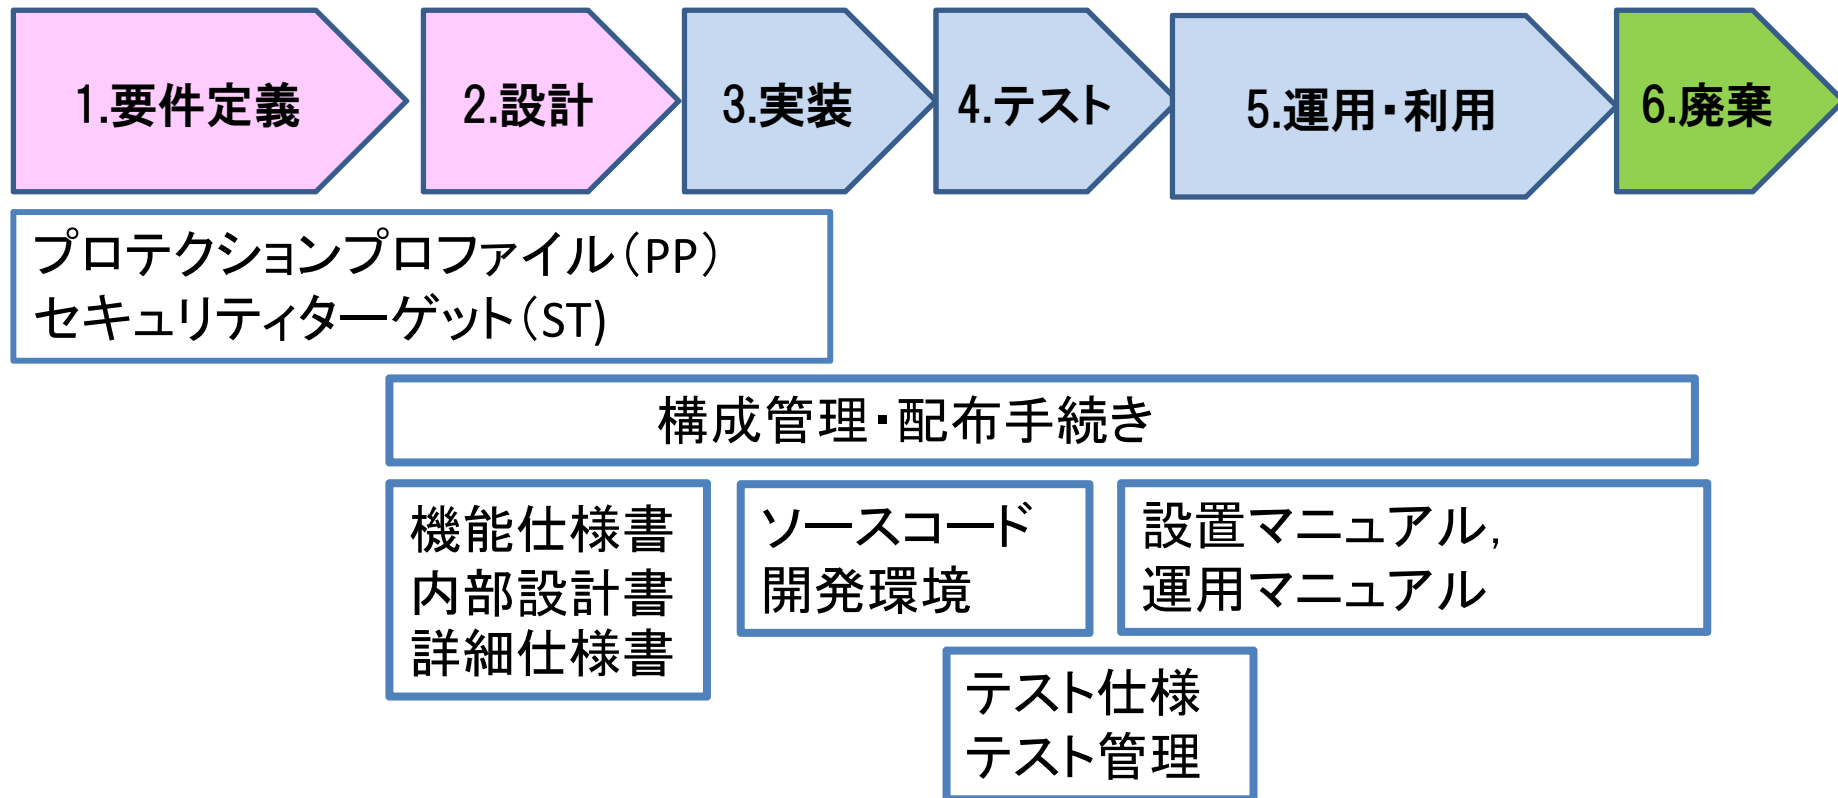 1.要件定義
2.設計
3.実装
4.テスト
5.運用・利用
6.廃棄
プロテクションプロファイル（PP）
セキュリティターゲット（ST)
構成管理・配布手続き
機能仕様書
内部設計書
詳細仕様書
ソースコード
開発環境
設置マニュアル,
運用マニュアル
テスト仕様
テスト管理